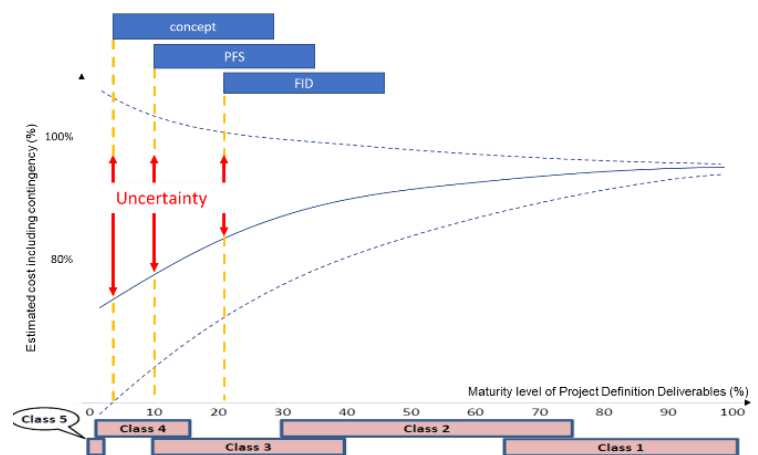 concept
PFS
FID
Estimated cost including contingency (%)
100%
Uncertainty
80%
Maturity level of Project Definition Deliverables (%)
Class 5
0 10 20 30 40 50 60 70 80 90 100
Class 4
Class 2
Class 3
Class 1